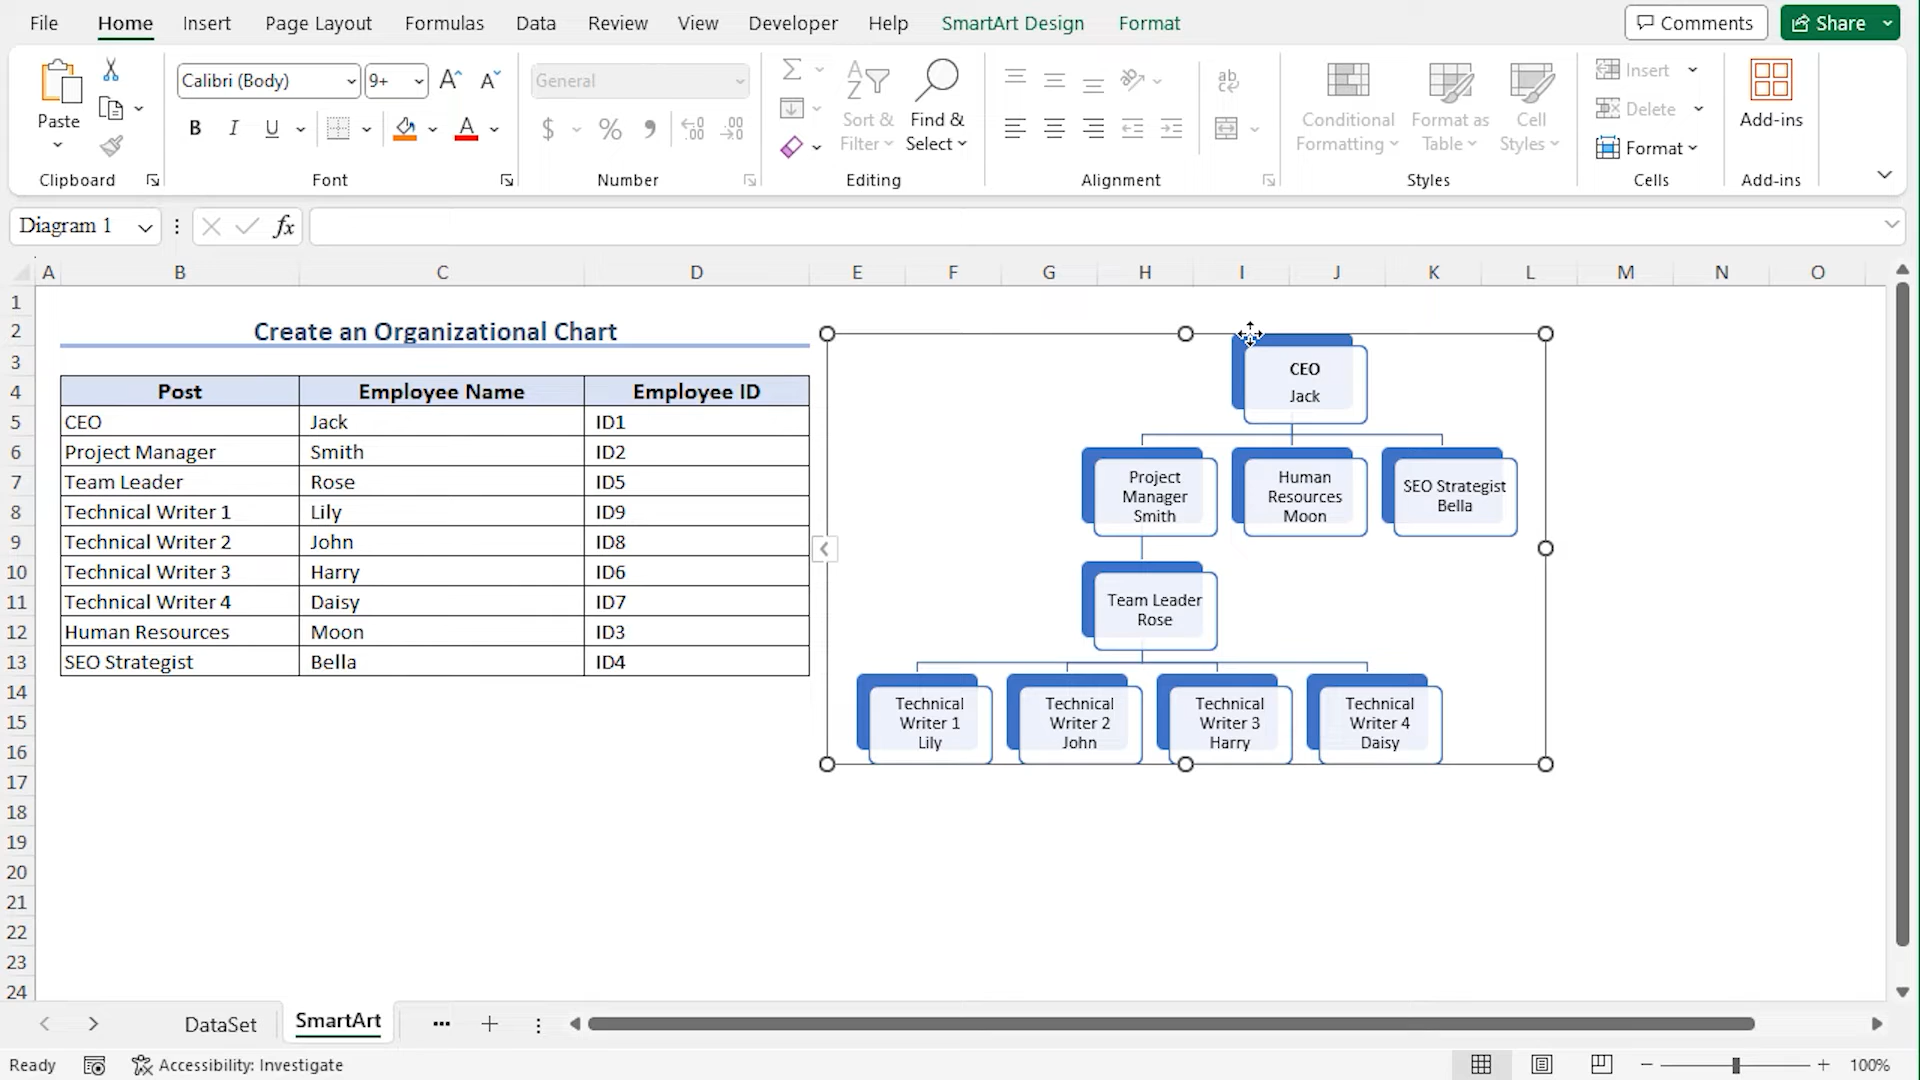 File Home Insert Page Layout Formulas Data Review View Developer Help SmartArt Design Format Comments Share
Paste
Clipboard
Calibri (Body) 9+ A A
B I U A
Font
General
$ % 9 .00 .00
Number
Sort &
Filter
Find &
Select
Editing
ab
Alignment
Conditional
Formatting
Format as
Table
Cell
Styles
Styles
Insert
Delete
Format
Cells
Add-ins
Add-ins
Diagram 1 fx
A B C D E F G H I J K L M N O
1
2 Create an Organizational Chart
3
4 Post Employee Name Employee ID
5 CEO Jack ID1
6 Project Manager Smith ID2
7 Team Leader Rose ID5
8 Technical Writer 1 Lily ID9
9 Technical Writer 2 John ID8
10 Technical Writer 3 Harry ID6
11 Technical Writer 4 Daisy ID7
12 Human Resources Moon ID3
13 SEO Strategist Bella ID4
14
15
16
17
18
19
20
21
22
23
24
CEO
Jack
Project
Manager
Smith
Human
Resources
Moon
SEO Strategist
Bella
Team Leader
Rose
Technical
Writer 1
Lily
Technical
Writer 2
John
Technical
Writer 3
Harry
Technical
Writer 4
Daisy
DataSet SmartArt ... +
Ready Accessibility: Investigate - + 100%